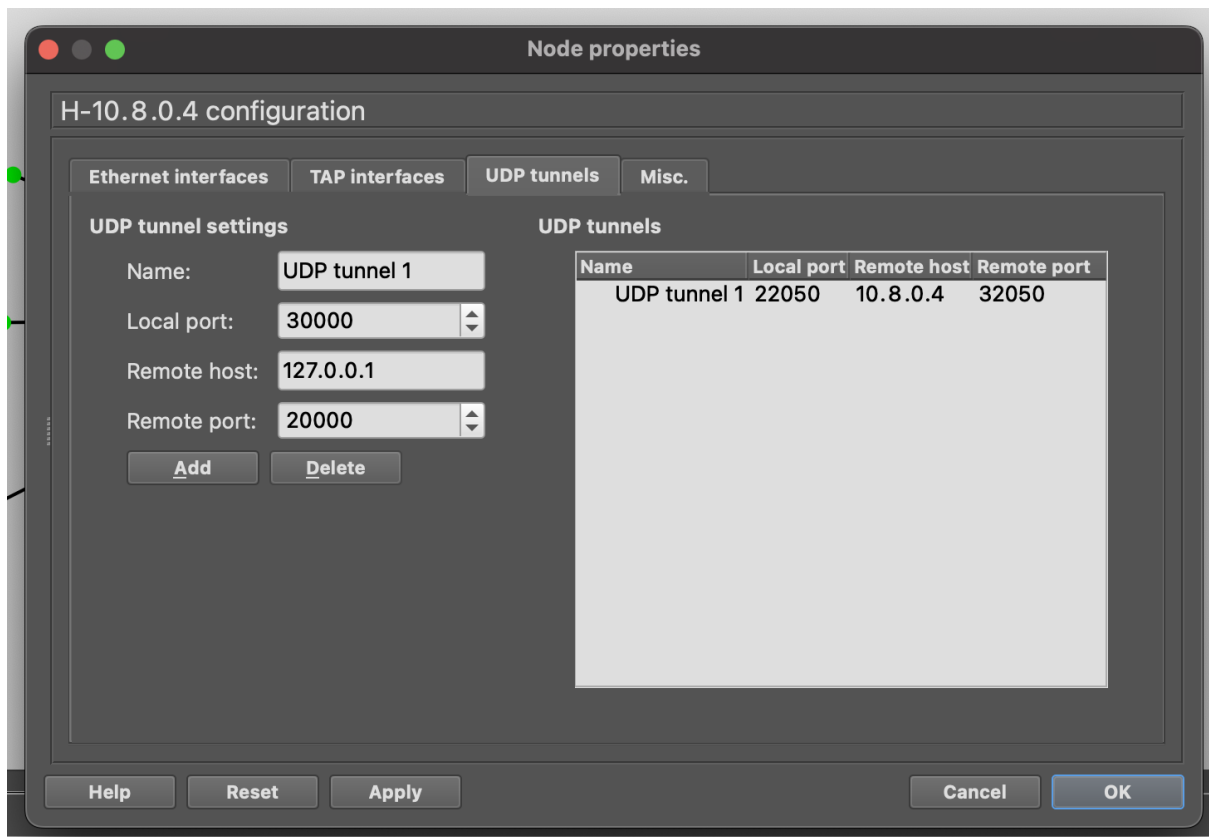 Node properties
H-10.8.0.4 configuration
Ethernet interfaces TAP interfaces UDP tunnels Misc.
UDP tunnel settings
Name: UDP tunnel 1
Local port: 30000
Remote host: 127.0.0.1
Remote port: 20000
Add Delete
UDP tunnels
Name Local port Remote host Remote port
UDP tunnel 1 22050 10.8.0.4 32050
Help Reset Apply Cancel OK